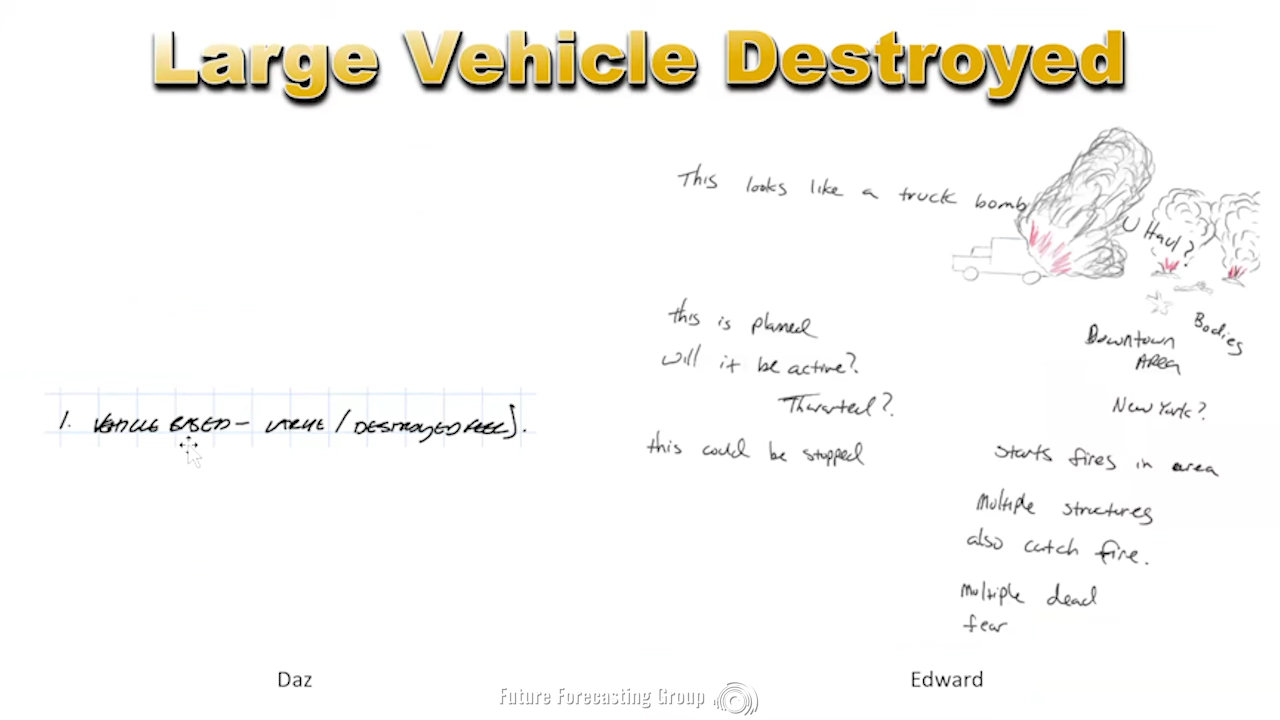 Large Vehicle Destroyed
This looks like a truck bomb
U Haul?
this is planned
will it be active?
Thwarted?.
this could be stopped
Bodies
Downtown
AREA
New York?
starts fires in area
Multiple structures
also catch fire.
Multiple dead
fear
1. VEHICLE BASED - LARGE / DESTROYED FEEL].
Daz
Edward
Future Forecasting Group